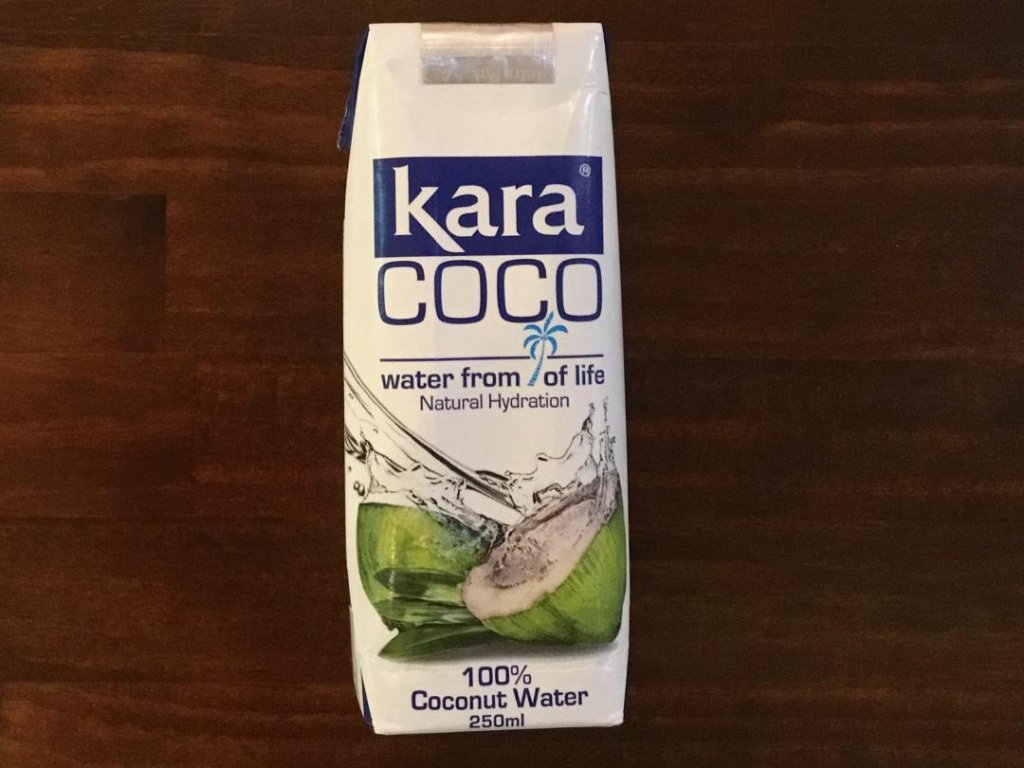 kara®
COCO
water from of life
Natural Hydration
100%
Coconut Water
250ml